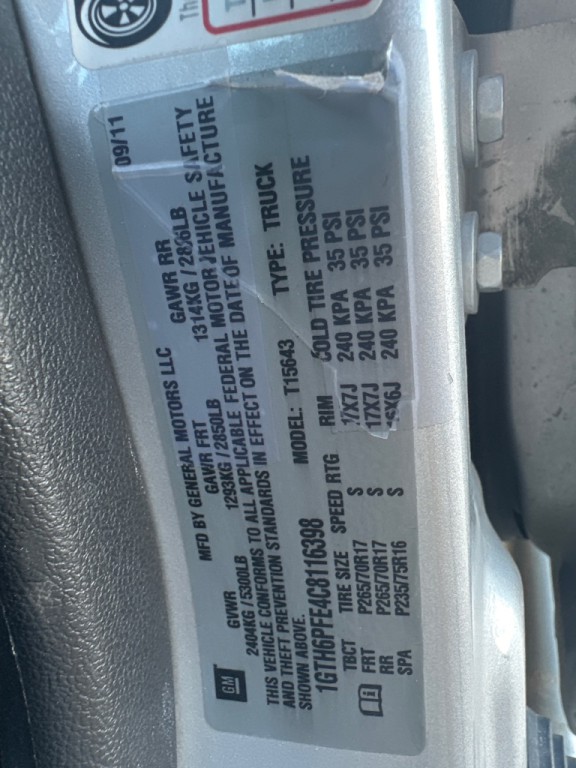 Th
GM
MFD BY GENERAL MOTORS LLC 09/11
GVWR GAWR FRT GAWR RR
2404KG / 5300LB 1293KG / 2850LB 1314KG / 2896LB
THIS VEHICLE CONFORMS TO ALL APPLICABLE FEDERAL MOTOR VEHICLE SAFETY
AND THEFT PREVENTION STANDARDS IN EFFECT ON THE DATE OF MANUFACTURE
SHOWN ABOVE.
1GTH6PFE4C8116398 MODEL: T15643 TYPE: TRUCK
TBCT TIRE SIZE SPEED RTG RIM COLD TIRE PRESSURE
FRT P265/70R17 S 17X7J 240 KPA 35 PSI
RR P265/70R17 S 17X7J 240 KPA 35 PSI
SPA P235/75R16 S 16X6J 240 KPA 35 PSI